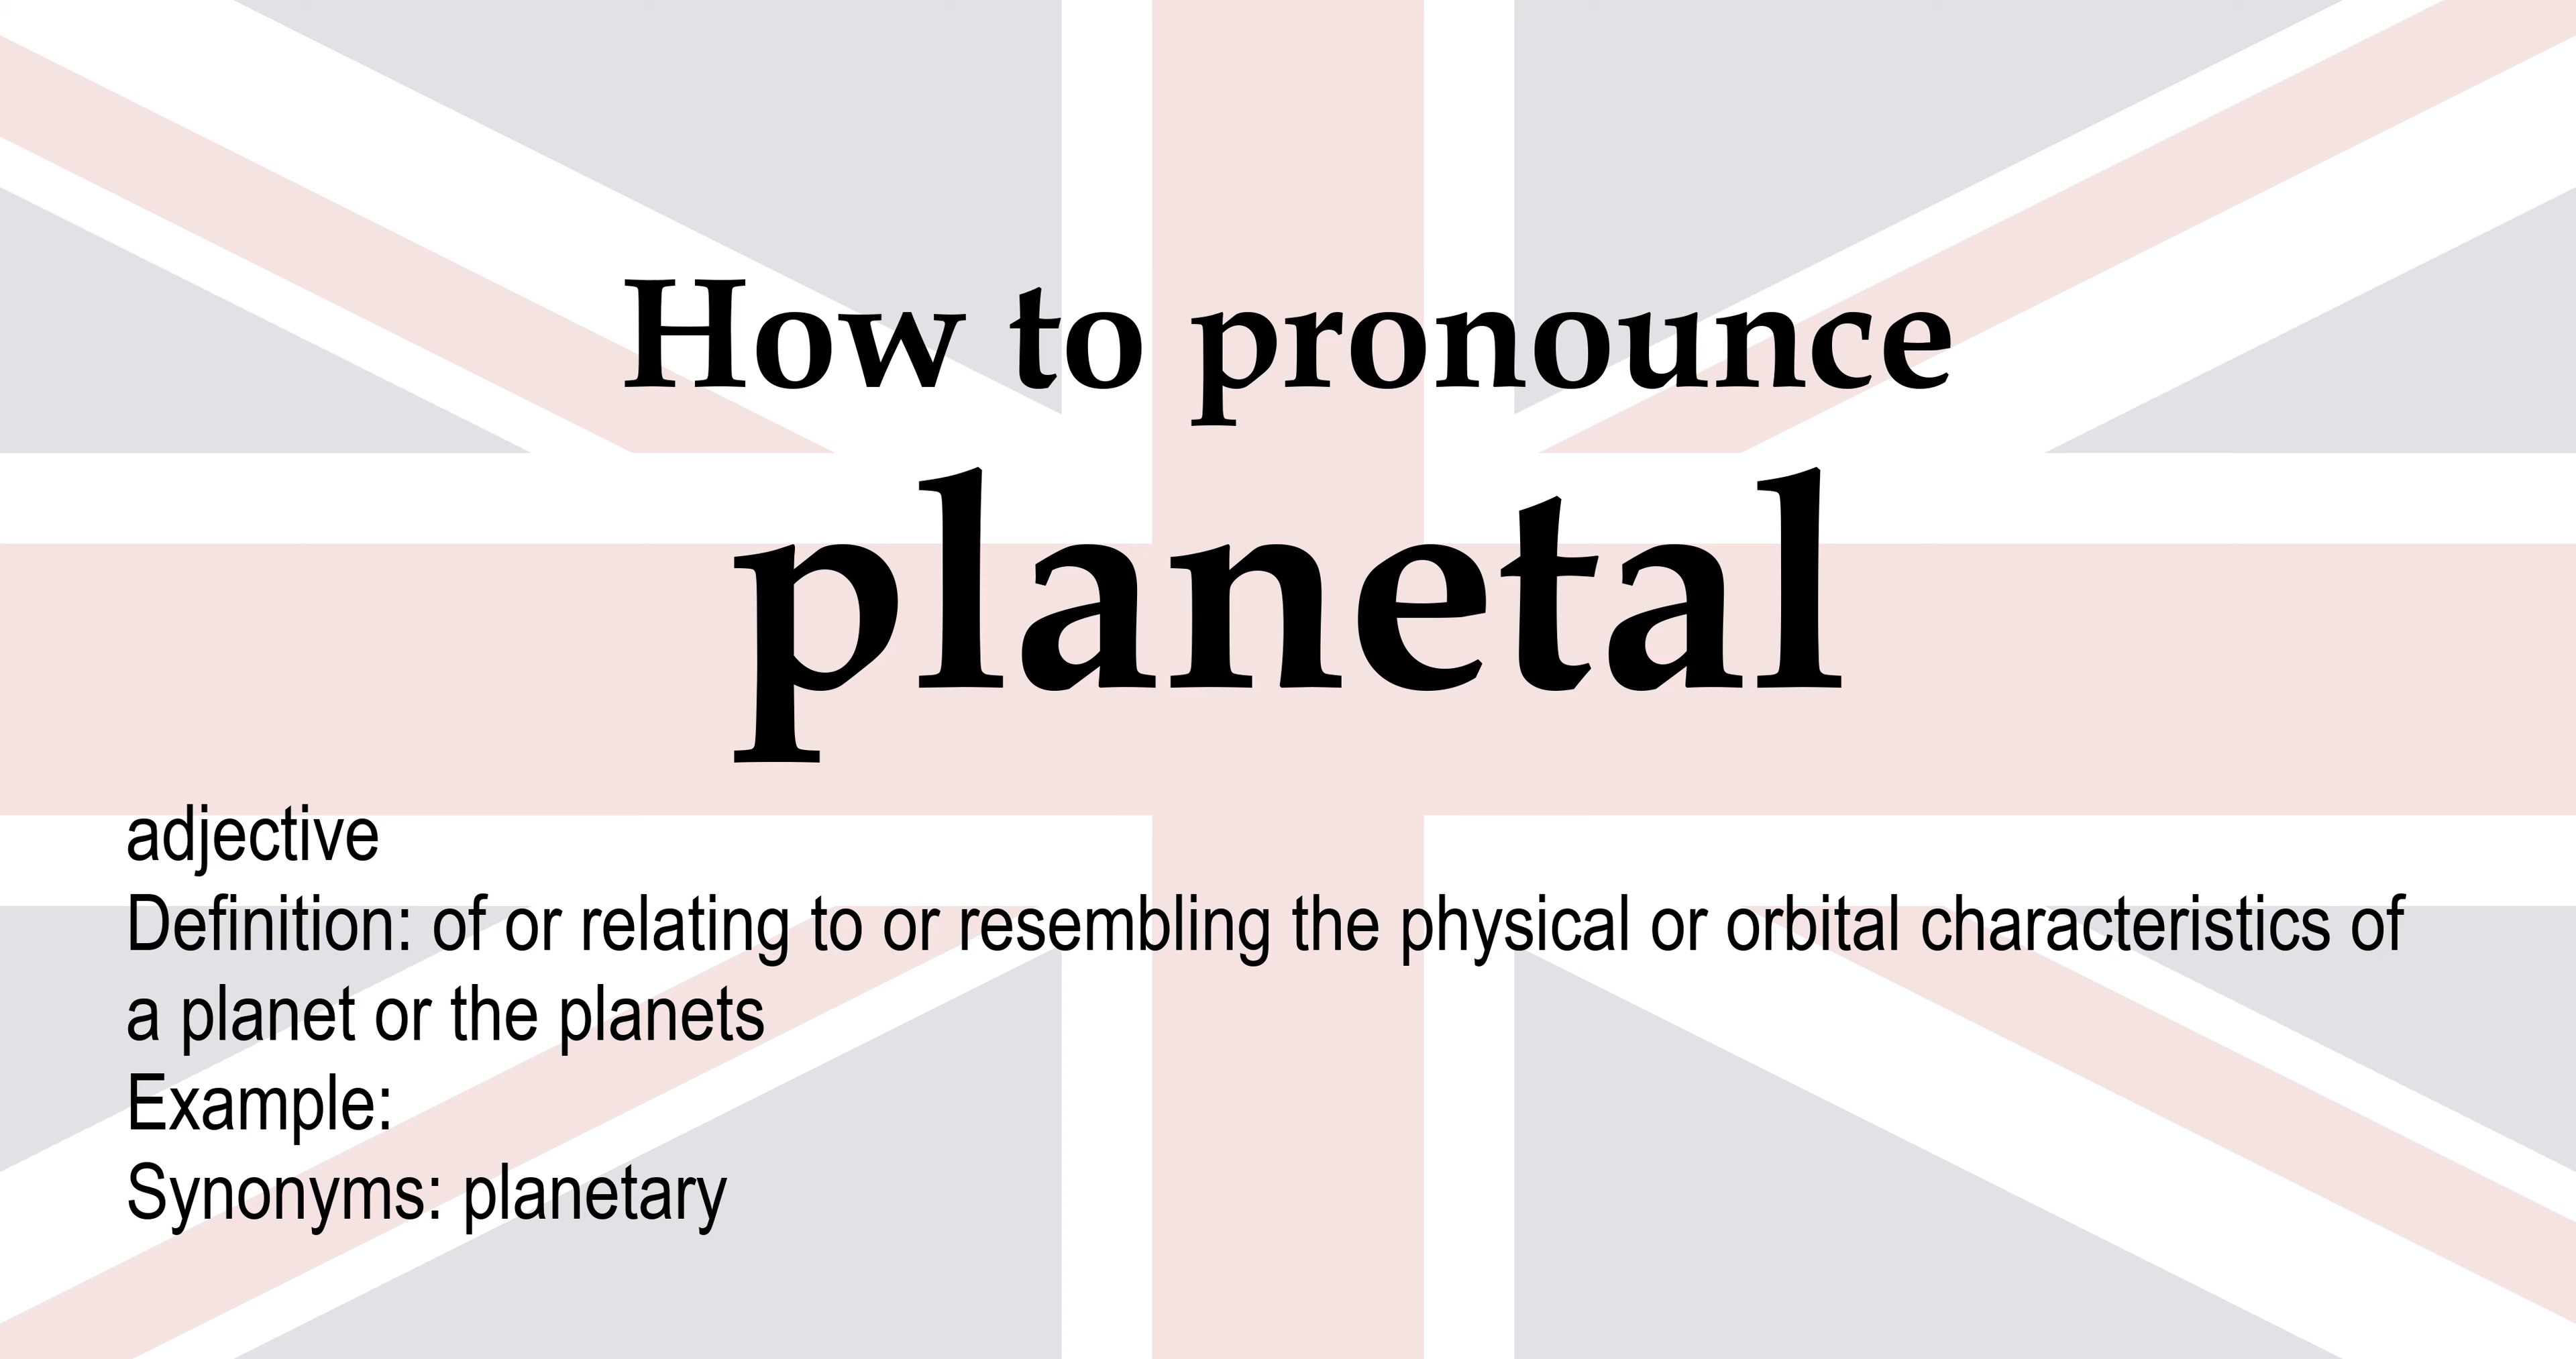 How to pronounce
planetal
adjective
Definition: of or relating to or resembling the physical or orbital characteristics of
a planet or the planets
Example:
Synonyms: planetary